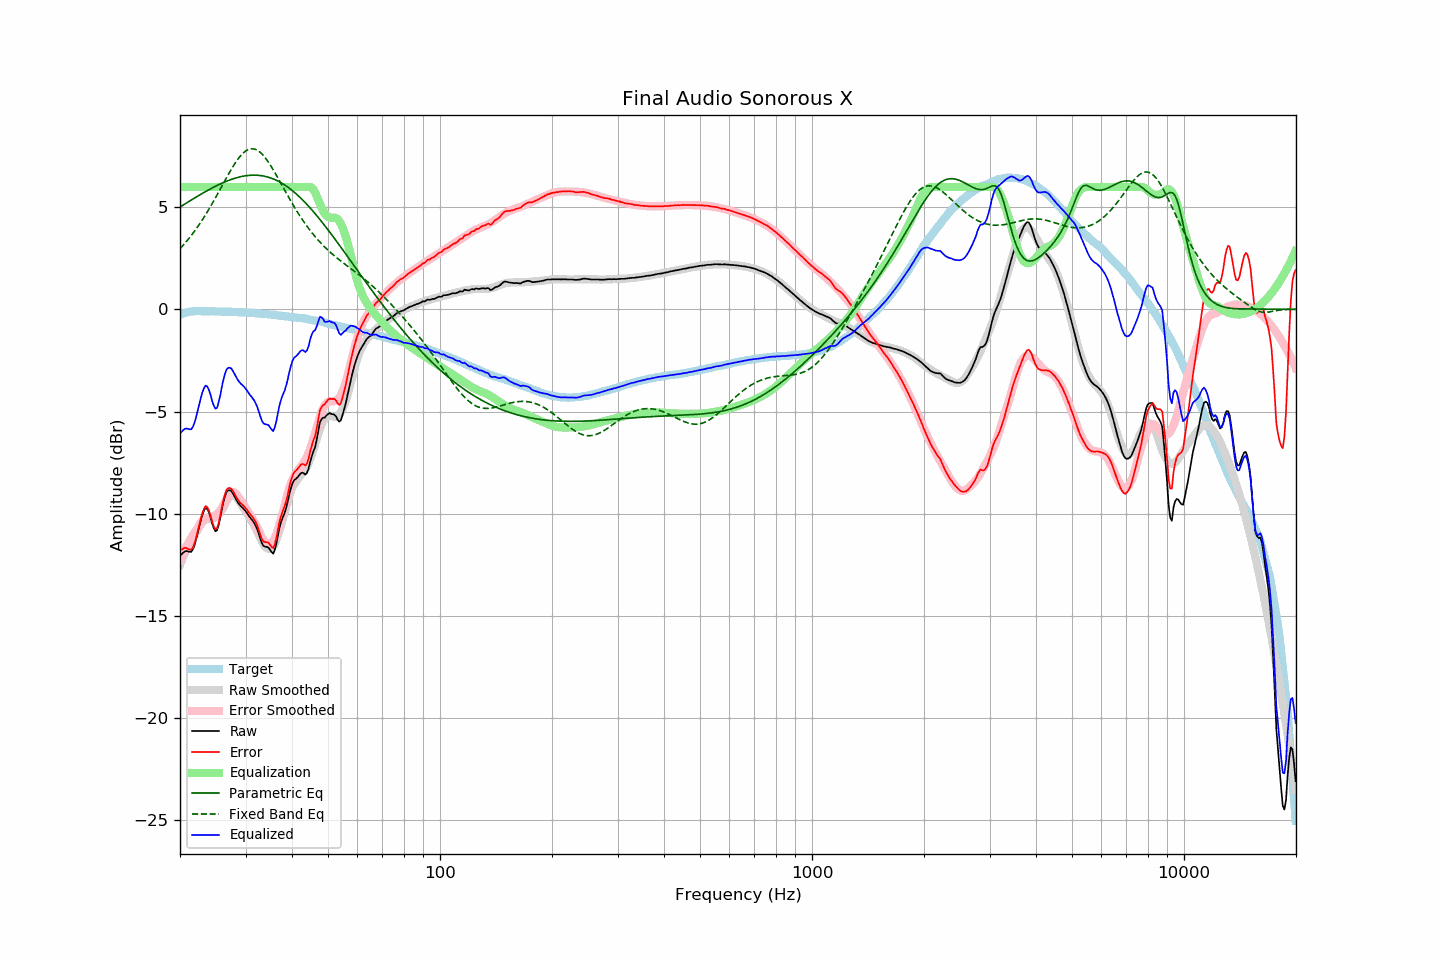 Final Audio Sonorous X
Amplitude (dBr)
5
0
−5
−10
−15
−20
−25
Target
Raw Smoothed
Error Smoothed
Raw
Error
Equalization
Parametric Eq
Fixed Band Eq
Equalized
100
1000
10000
Frequency (Hz)